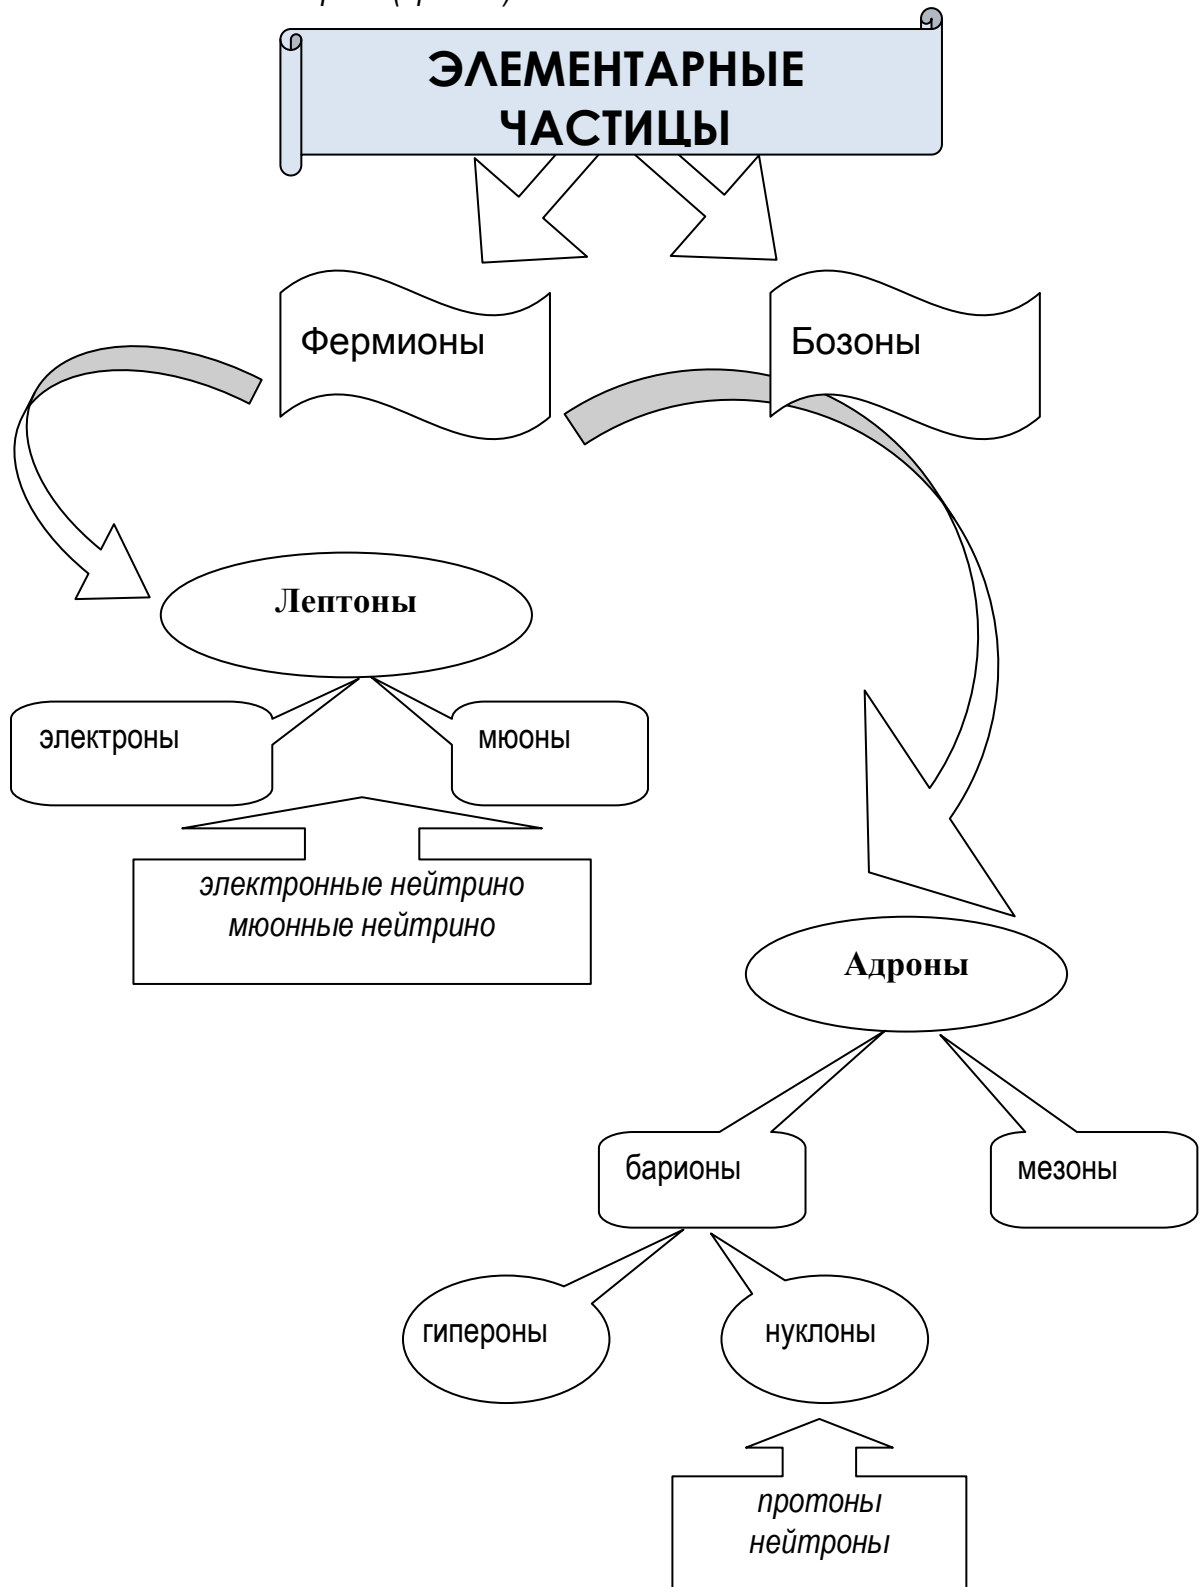 ЭЛЕМЕНТАРНЫЕ
ЧАСТИЦЫ
Фермионы
Бозоны
Лептоны
электроны
мюоны
электронные нейтрино
мюонные нейтрино
Адроны
барионы
мезоны
гипероны
нуклоны
протоны
нейтроны